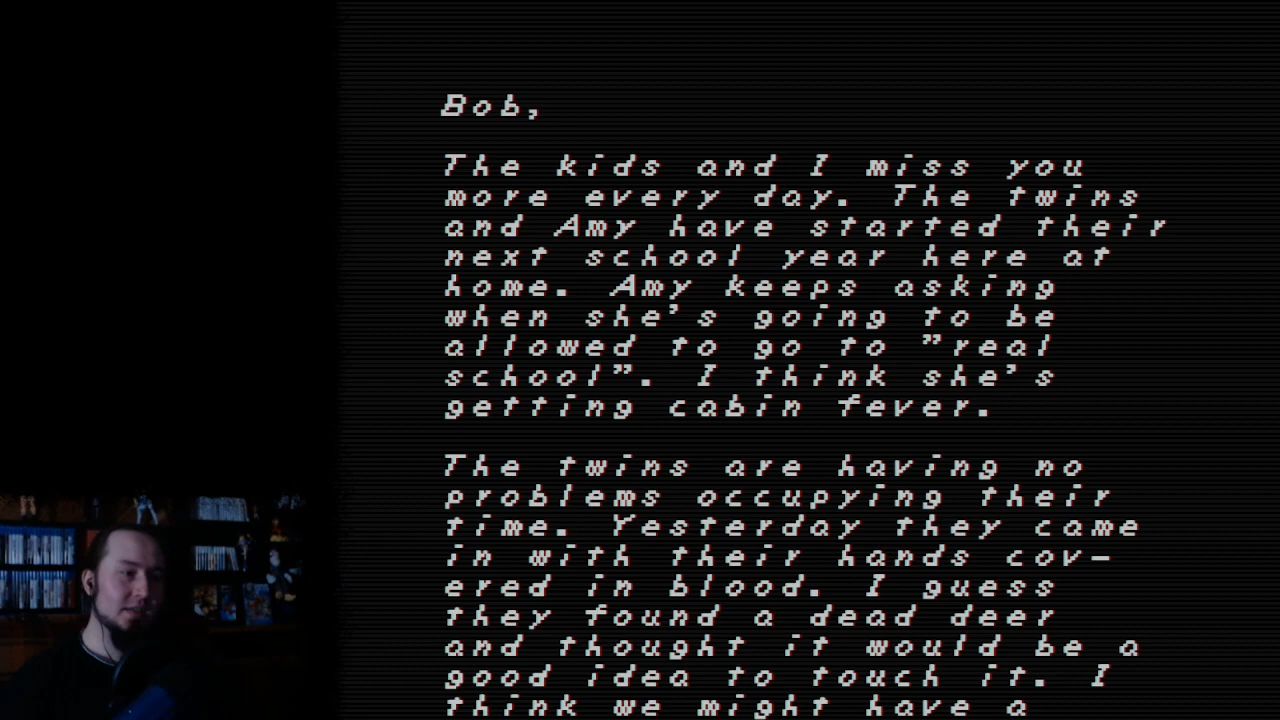 Bob,
The kids and I miss you
more every day. The twins
and Amy have started their
next school year here at
home. Amy keeps asking
when she's going to be
allowed to go to "real
school". I think she's
getting cabin fever.
The twins are having no
problems occupying their
time. Yesterday they came
in with their hands cov-
ered in blood. I guess
they found a dead deer
and thought it would be a
good idea to touch it. I
think we might have a